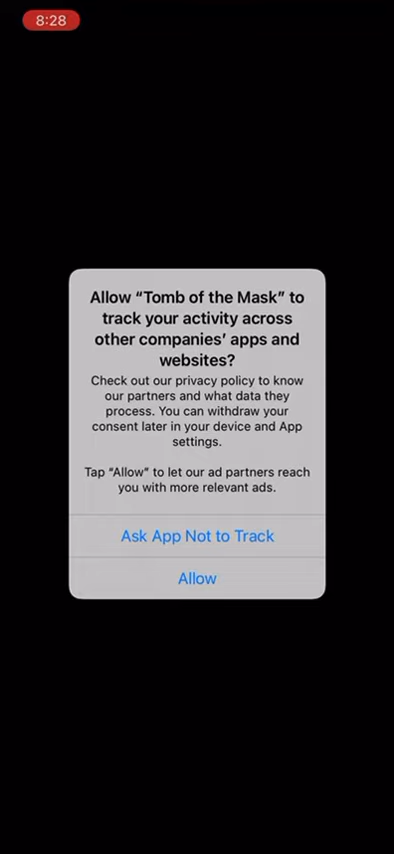 8:28
Allow “Tomb of the Mask” to
track your activity across
other companies’ apps and
websites?
Check out our privacy policy to know
our partners and what data they
process. You can withdraw your
consent later in your device and App
settings.
Tap “Allow” to let our ad partners reach
you with more relevant ads.
Ask App Not to Track
Allow